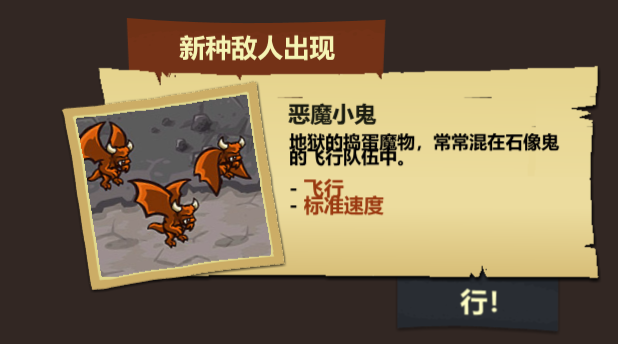 新种敌人出现
恶魔小鬼
地狱的捣蛋魔物，常常混在石像鬼
的飞行队伍中。
- 飞行
- 标准速度
行！